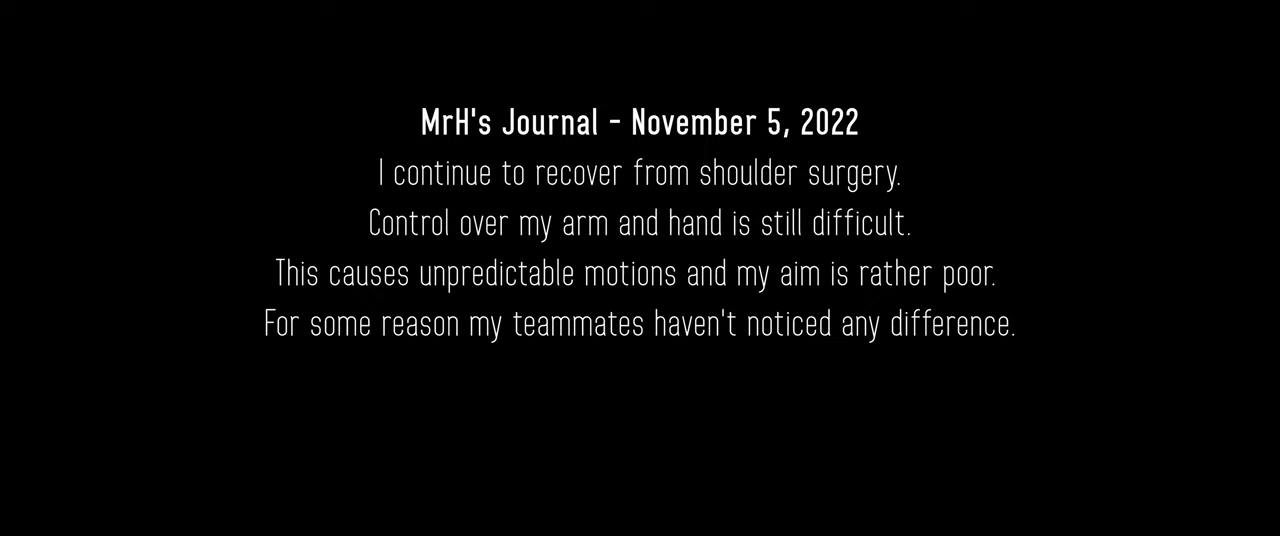 MrH's Journal - November 5, 2022
I continue to recover from shoulder surgery.
Control over my arm and hand is still difficult.
This causes unpredictable motions and my aim is rather poor.
For some reason my teammates haven't noticed any difference.